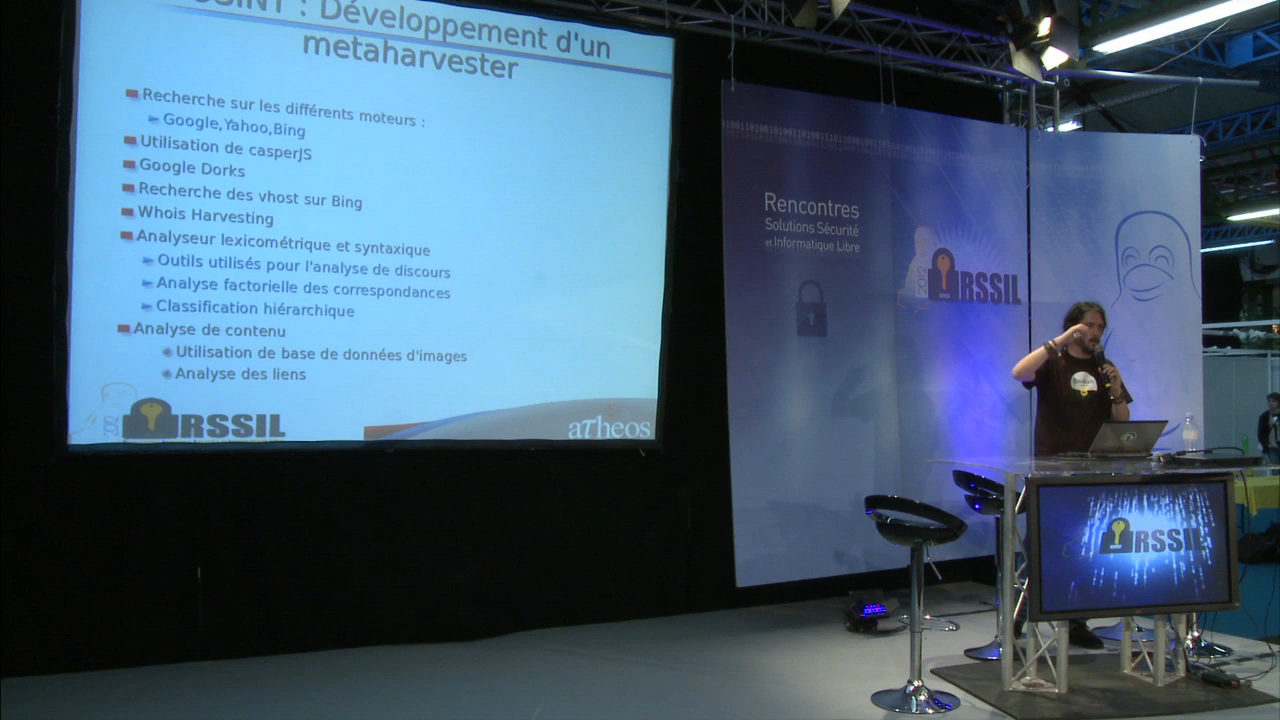 : Développement d'un
metaharvester
Recherche sur les différents moteurs :
Google,Yahoo,Bing
Utilisation de casperJS
Google Dorks
Recherche des vhost sur Bing
Whois Harvesting
Analyseur lexicométrique et syntaxique
Outils utilisés pour l'analyse de discours
Analyse factorielle des correspondances
Classification hiérarchique
Analyse de contenu
Utilisation de base de données d'images
Analyse des liens
2012 RSSIL
atheos
Rencontres
Solutions Sécurité
et Informatique Libre
2012 RSSIL
RSSIL